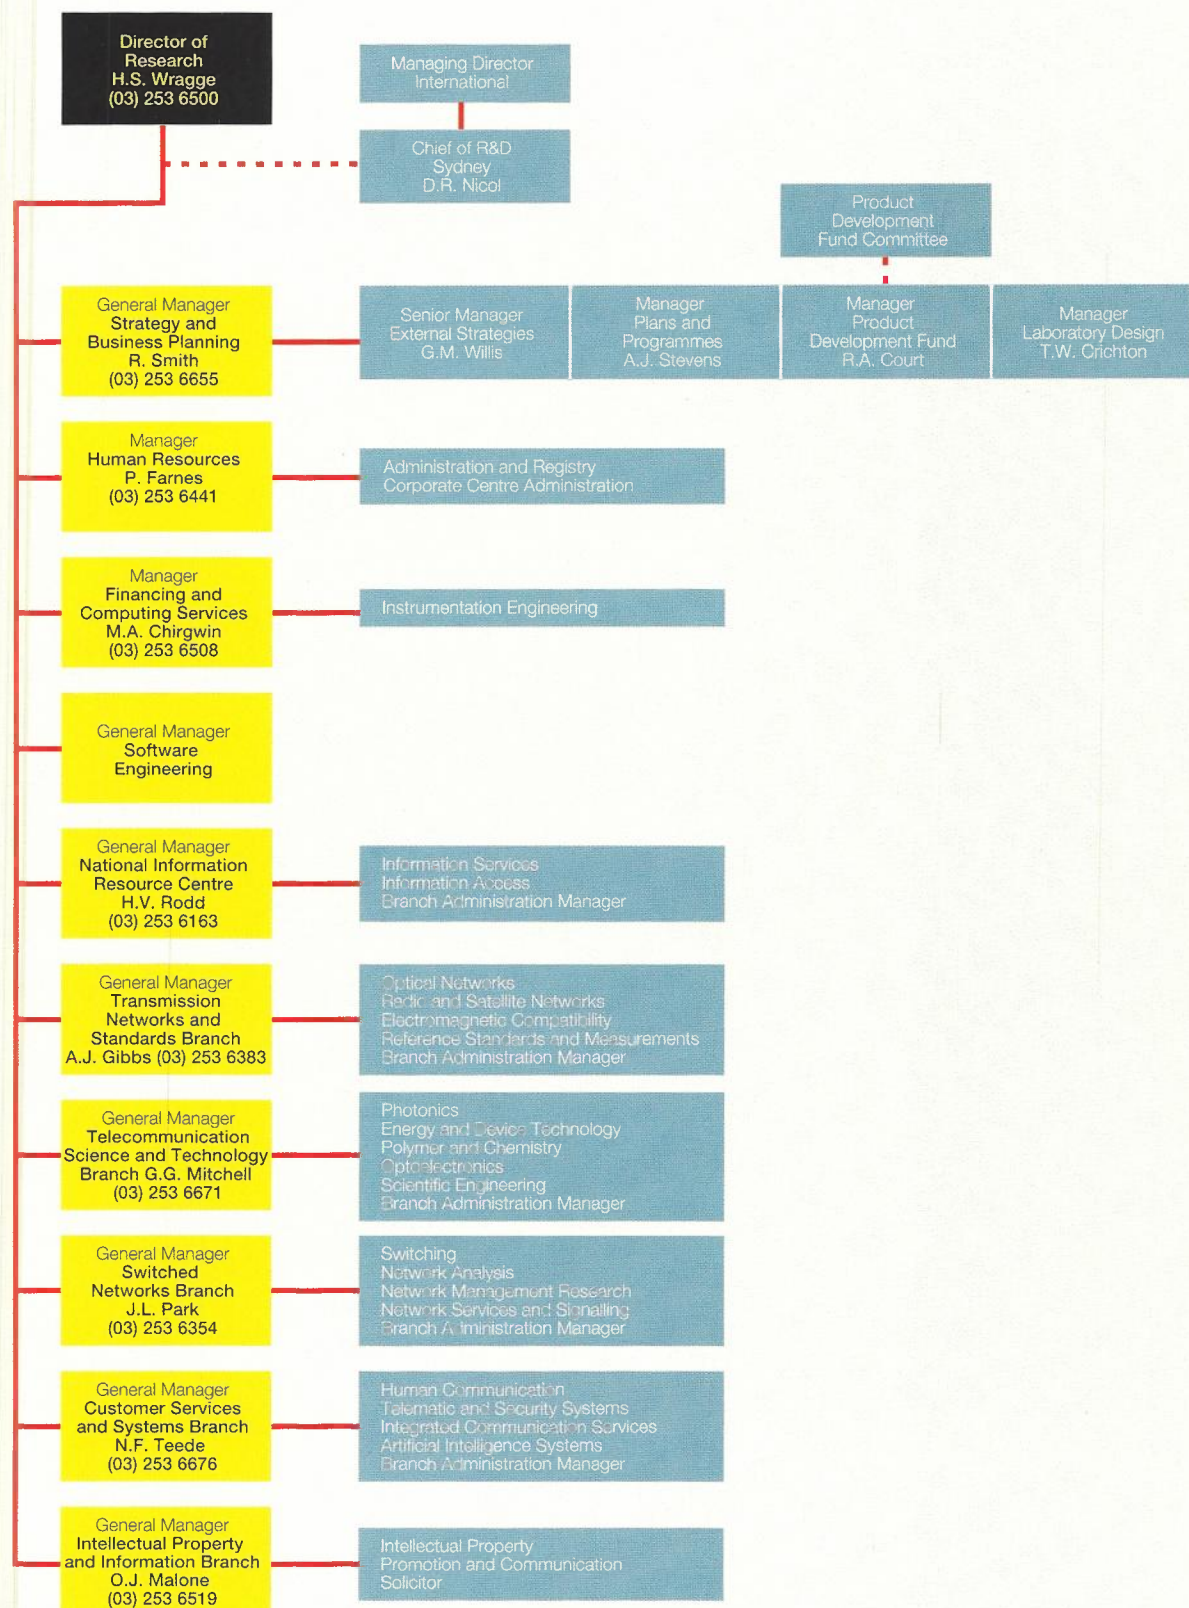 Director of
Research
H.S. Wragge
(03) 253 6500
Managing Director
International
Chief of R&D
Sydney
D.R. Nicol
Product
Development
Fund Committee
General Manager
Strategy and
Business Planning
R. Smith
(03) 253 6655
Senior Manager
External Strategies
G.M. Willis
Manager
Plans and
Programmes
A.J. Stevens
Manager
Product
Development Fund
R.A. Court
Manager
Laboratory Design
T.W. Crichton
Manager
Human Resources
P. Farnes
(03) 253 6441
Administration and Registry
Corporate Centre Administration
Manager
Financing and
Computing Services
M.A. Chirgwin
(03) 253 6508
Instrumentation Engineering
General Manager
Software
Engineering
General Manager
National Information
Resource Centre
H.V. Rodd
(03) 253 6163
Information Services
Information Access
Branch Administration Manager
General Manager
Transmission
Networks and
Standards Branch
A.J. Gibbs (03) 253 6383
Optical Networks
Radio and Satellite Networks
Electromagnetic Compatibility
Reference Standards and Measurements
Branch Administration Manager
General Manager
Telecommunication
Science and Technology
Branch G.G. Mitchell
(03) 253 6671
Photonics
Energy and Device Technology
Polymer and Chemistry
Optoelectronics
Scientific Engineering
Branch Administration Manager
General Manager
Switched
Networks Branch
J.L. Park
(03) 253 6354
Switching
Network Analysis
Network Management Research
Network Services and Signalling
Branch Administration Manager
General Manager
Customer Services
and Systems Branch
N.F. Teede
(03) 253 6676
Human Communication
Telematic and Security Systems
Integrated Communication Services
Artificial Intelligence Systems
Branch Administration Manager
General Manager
Intellectual Property
and Information Branch
O.J. Malone
(03) 253 6519
Intellectual Property
Promotion and Communication
Solicitor